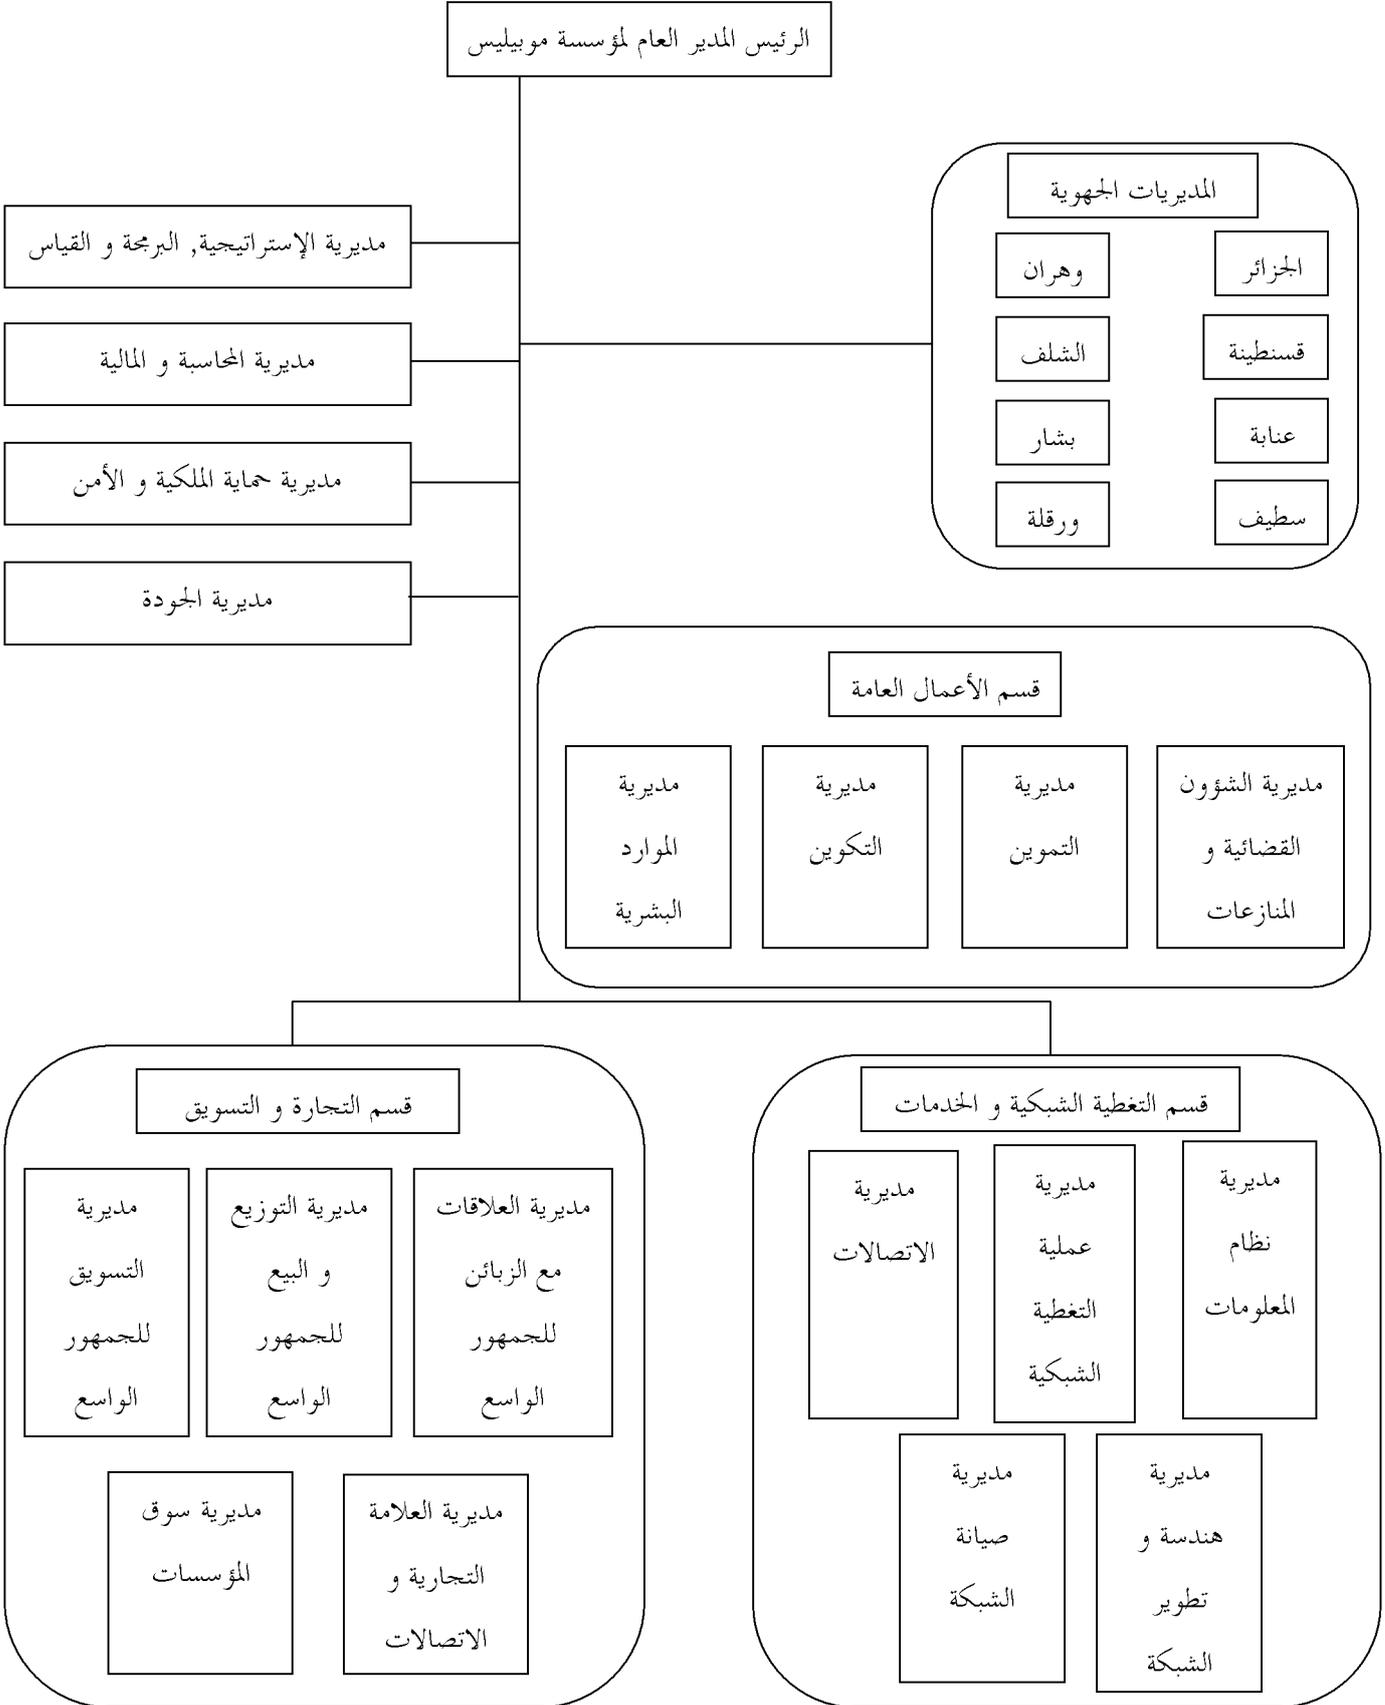 الرئيس المدير العام لمؤسسة موبيليس
المديريات الجهوية
الجزائر
وهران
قسنطينة
الشلف
عنابة
بشار
سطيف
ورقلة
مديرية الإستراتيجية, البرمجة و القياس
مديرية المحاسبة و المالية
مديرية حماية الملكية و الأمن
مديرية الجودة
قسم الأعمال العامة
مديرية الشؤون
القضائية و
المنازعات
مديرية
التموين
مديرية
التكوين
مديرية
الموارد
البشرية
قسم التغطية الشبكية و الخدمات
مديرية
نظام
المعلومات
مديرية
عملية
التغطية
الشبكية
مديرية
الاتصالات
مديرية
هندسة و
تطوير
الشبكة
مديرية
صيانة
الشبكة
قسم التجارة و التسويق
مديرية العلاقات
مع الزبائن
للجمهور
الواسع
مديرية التوزيع
و البيع
للجمهور
الواسع
مديرية
التسويق
للجمهور
الواسع
مديرية العلامة
التجارية و
الاتصالات
مديرية سوق
المؤسسات